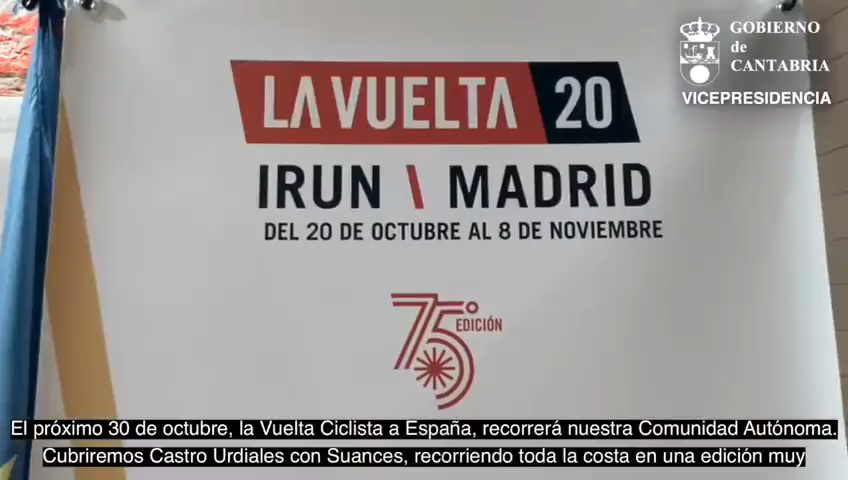 GOBIERNO
de
CANTABRIA
VICEPRESIDENCIA
LA VUELTA 20
IRUN \ MADRID
DEL 20 DE OCTUBRE AL 8 DE NOVIEMBRE
75º EDICIÓN
El próximo 30 de octubre, la Vuelta Ciclista a España, recorrerá nuestra Comunidad Autónoma.
Cubriremos Castro Urdiales con Suances, recorriendo toda la costa en una edición muy